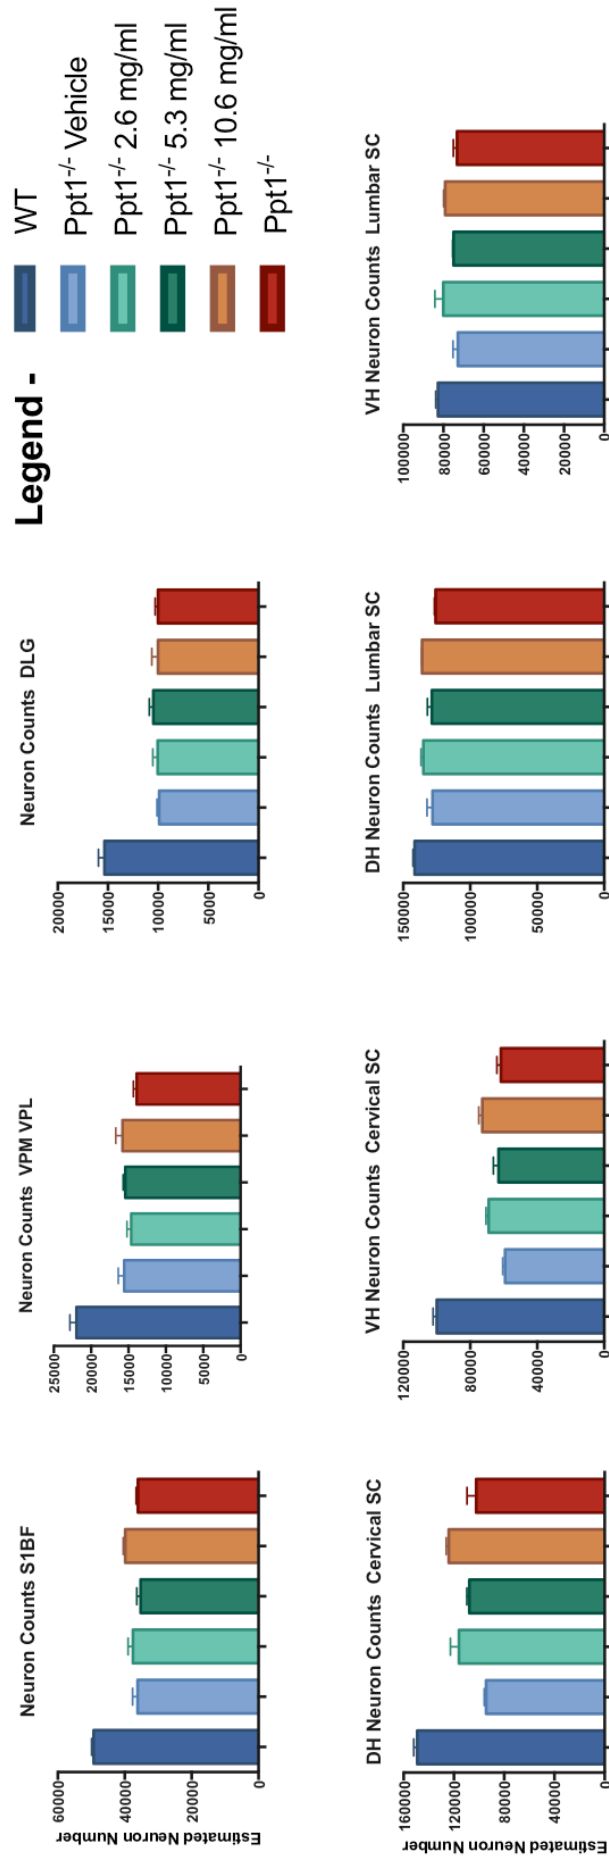 Neuron Counts S1BF
Estimated Neuron Number
60000
40000
20000
0
Neuron Counts VPM VPL
25000
20000
15000
10000
5000
0
Neuron Counts DLG
20000
15000
10000
5000
0
Legend -
WT
Ppt1-/- Vehicle
Ppt1-/- 2.6 mg/ml
Ppt1-/- 5.3 mg/ml
Ppt1-/- 10.6 mg/ml
Ppt1-/-
DH Neuron Counts Cervical SC
Estimated Neuron Number
160000
120000
80000
40000
0
VH Neuron Counts Cervical SC
120000
80000
40000
0
DH Neuron Counts Lumbar SC
150000
100000
50000
0
VH Neuron Counts Lumbar SC
100000
80000
60000
40000
20000
0